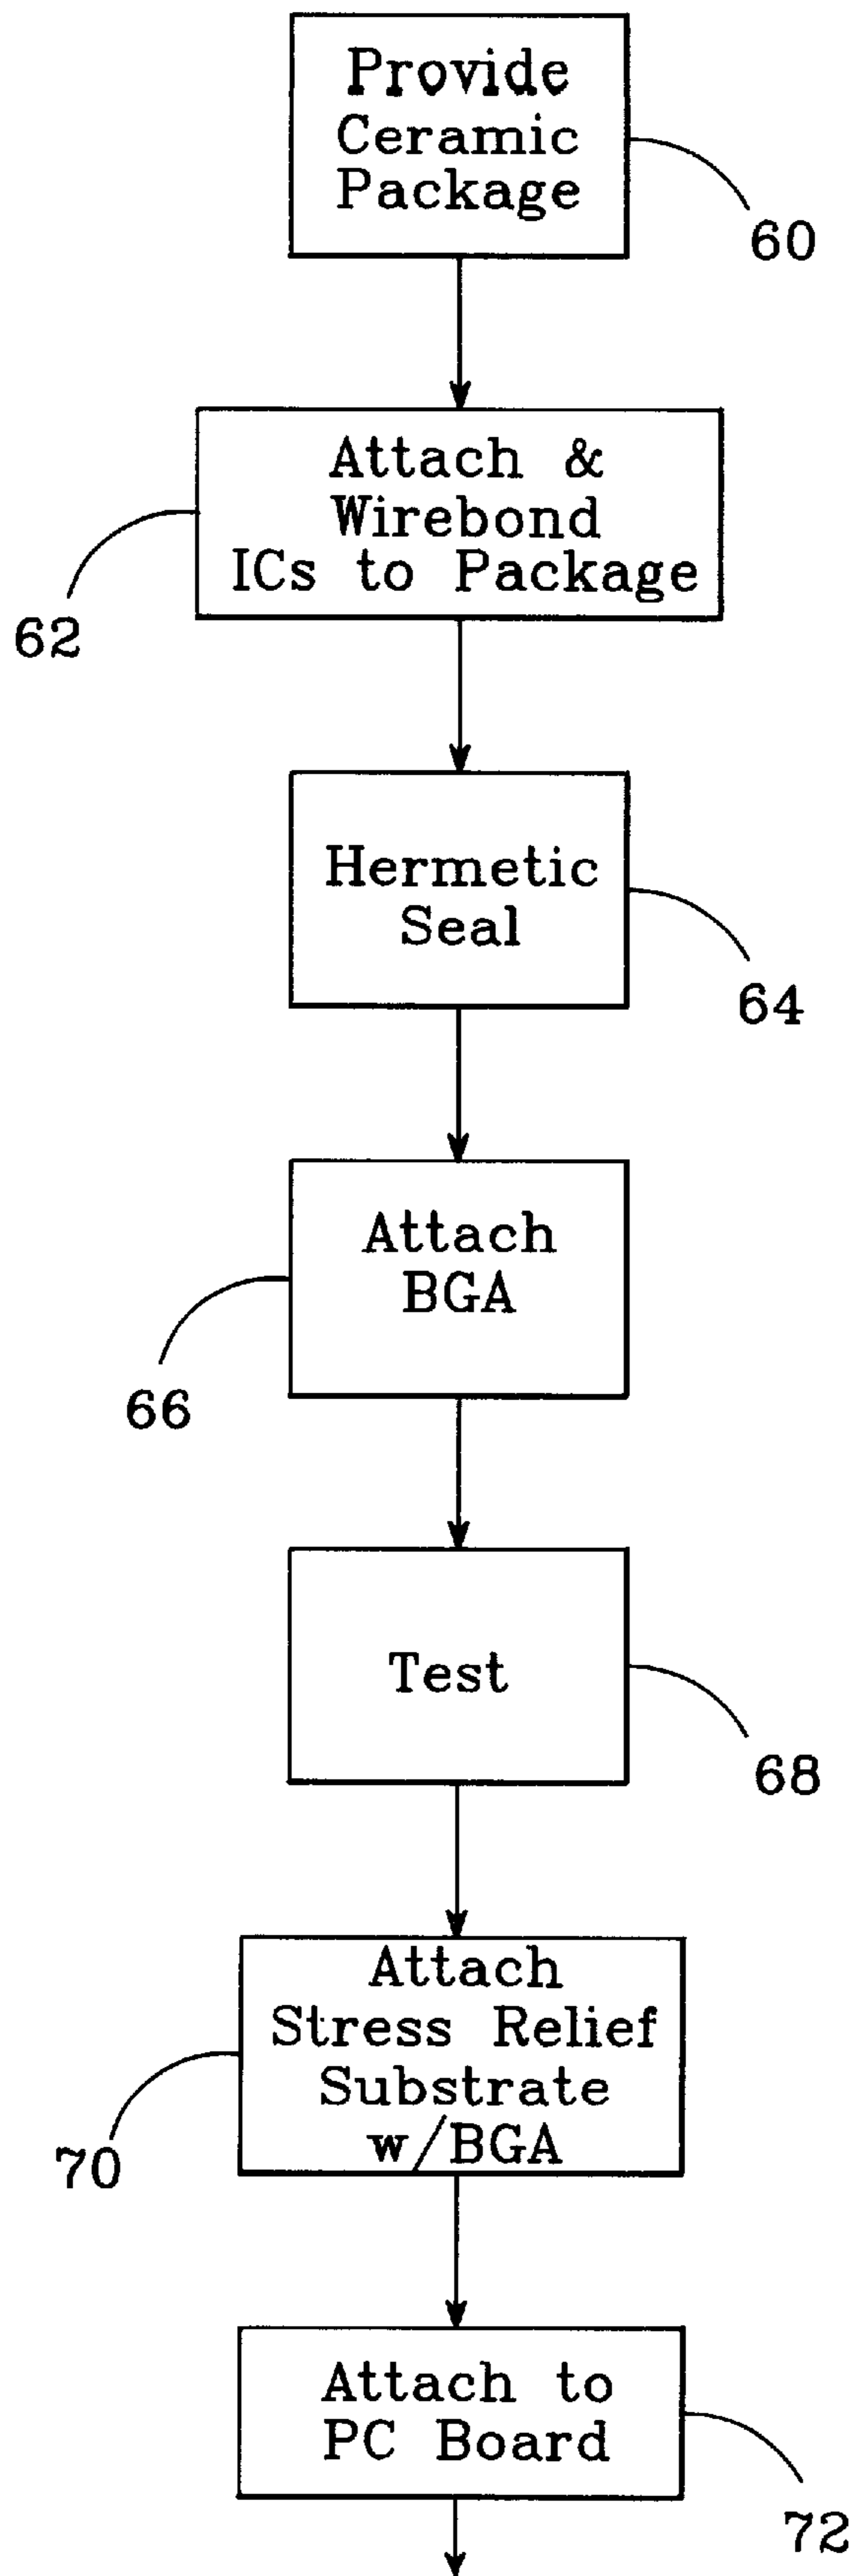 Provide
Ceramic
Package
60
Attach &
Wirebond
ICs to Package
62
Hermetic
Seal
64
Attach
BGA
66
Test
68
Attach
Stress Relief
Substrate
w/BGA
70
Attach to
PC Board
72